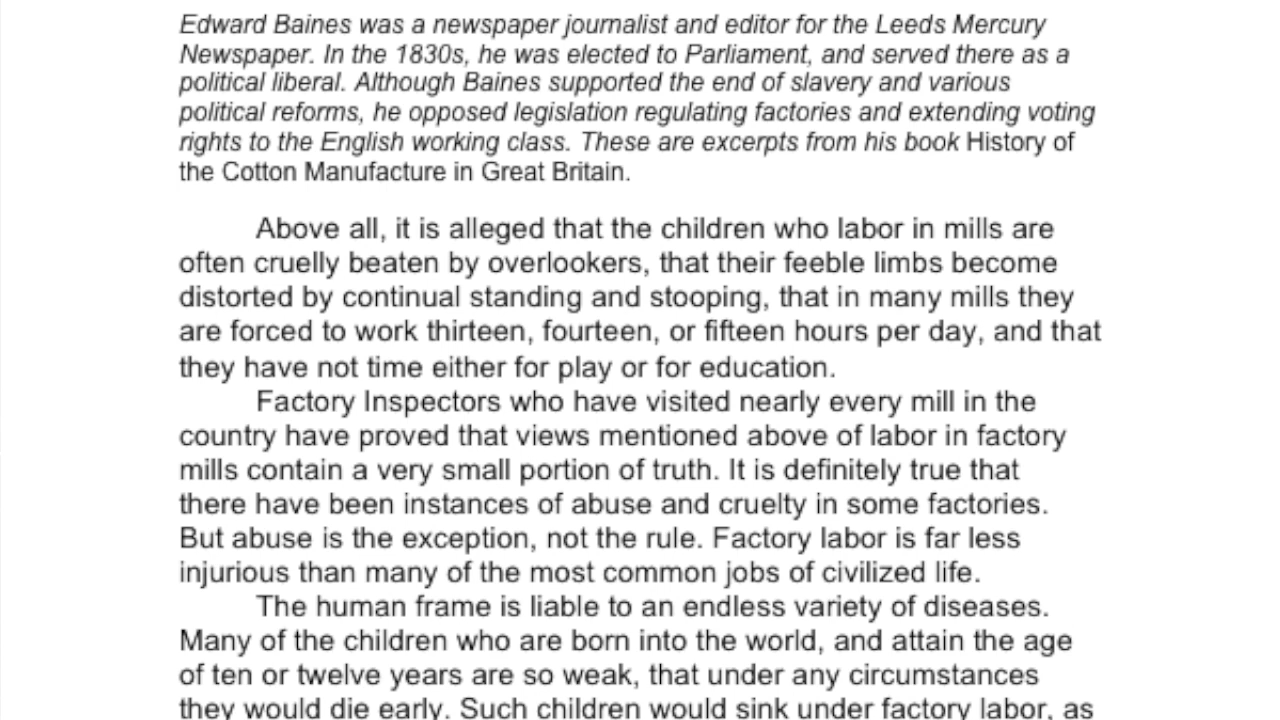 Edward Baines was a newspaper journalist and editor for the Leeds Mercury
Newspaper. In the 1830s, he was elected to Parliament, and served there as a
political liberal. Although Baines supported the end of slavery and various
political reforms, he opposed legislation regulating factories and extending voting
rights to the English working class. These are excerpts from his book History of
the Cotton Manufacture in Great Britain.
Above all, it is alleged that the children who labor in mills are
often cruelly beaten by overlookers, that their feeble limbs become
distorted by continual standing and stooping, that in many mills they
are forced to work thirteen, fourteen, or fifteen hours per day, and that
they have not time either for play or for education.
Factory Inspectors who have visited nearly every mill in the
country have proved that views mentioned above of labor in factory
mills contain a very small portion of truth. It is definitely true that
there have been instances of abuse and cruelty in some factories.
But abuse is the exception, not the rule. Factory labor is far less
injurious than many of the most common jobs of civilized life.
The human frame is liable to an endless variety of diseases.
Many of the children who are born into the world, and attain the age
of ten or twelve years are so weak, that under any circumstances
they would die early. Such children would sink under factory labor, as